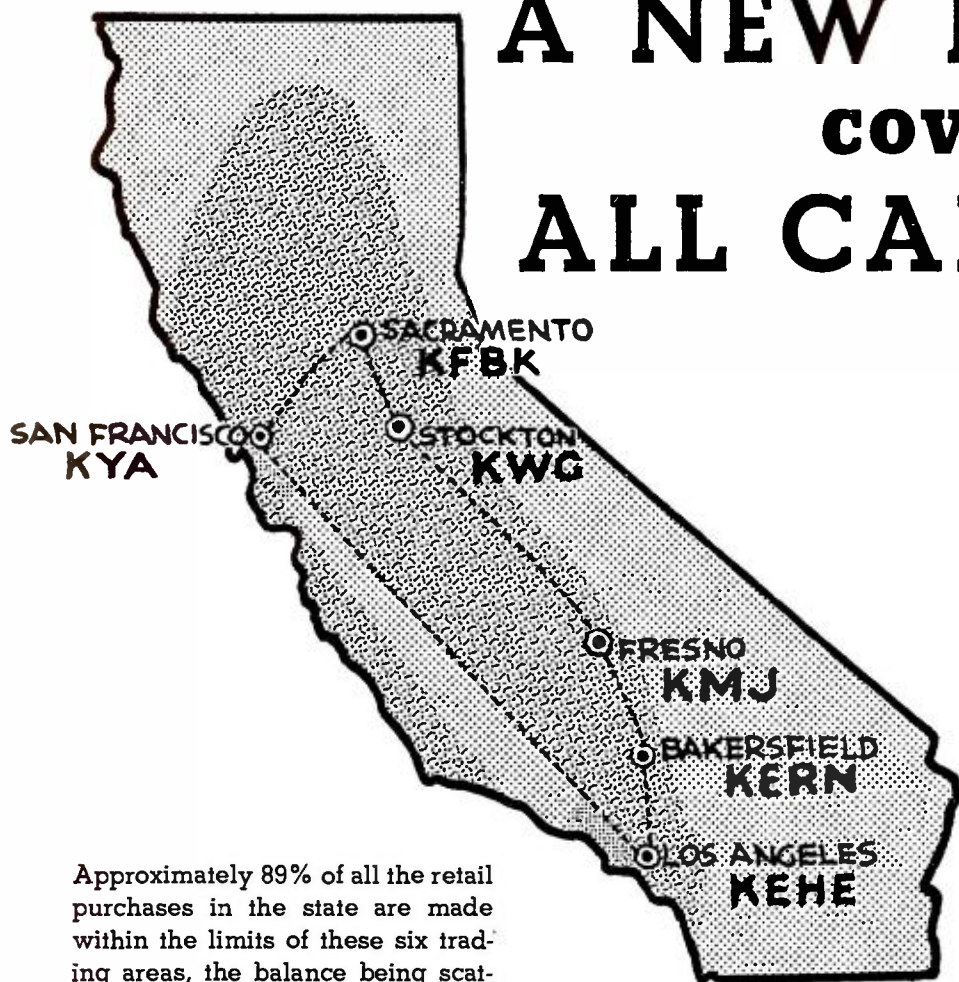 A NEW
COV
ALL CA
SACRAMENTO
KFBK
SAN FRANCISCO
KYA
STOCKTON
KWG
FRESNO
KMJ
BAKERSFIELD
KERN
LOS ANGELES
KEHE
Approximately 89% of all the retail
purchases in the state are made
within the limits of these six trad-
ing areas, the balance being scat-